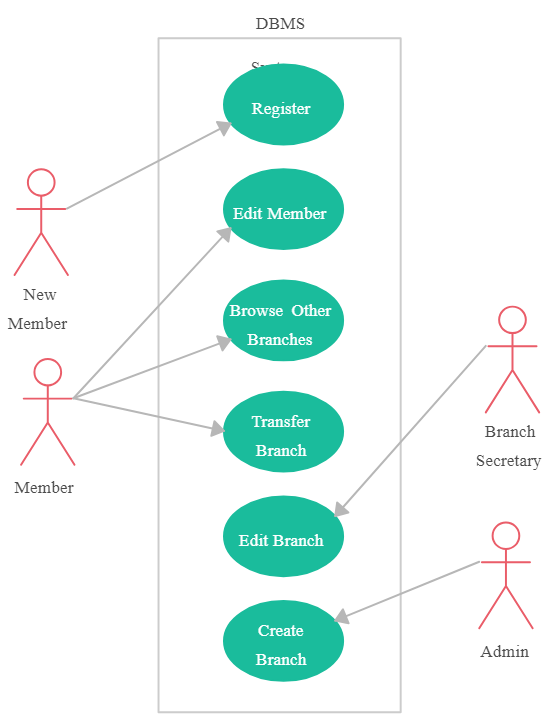 DBMS
Register
Edit Member
Browse Other
Branches
Transfer
Branch
Edit Branch
Create
Branch
New
Member
Member
Branch
Secretary
Admin